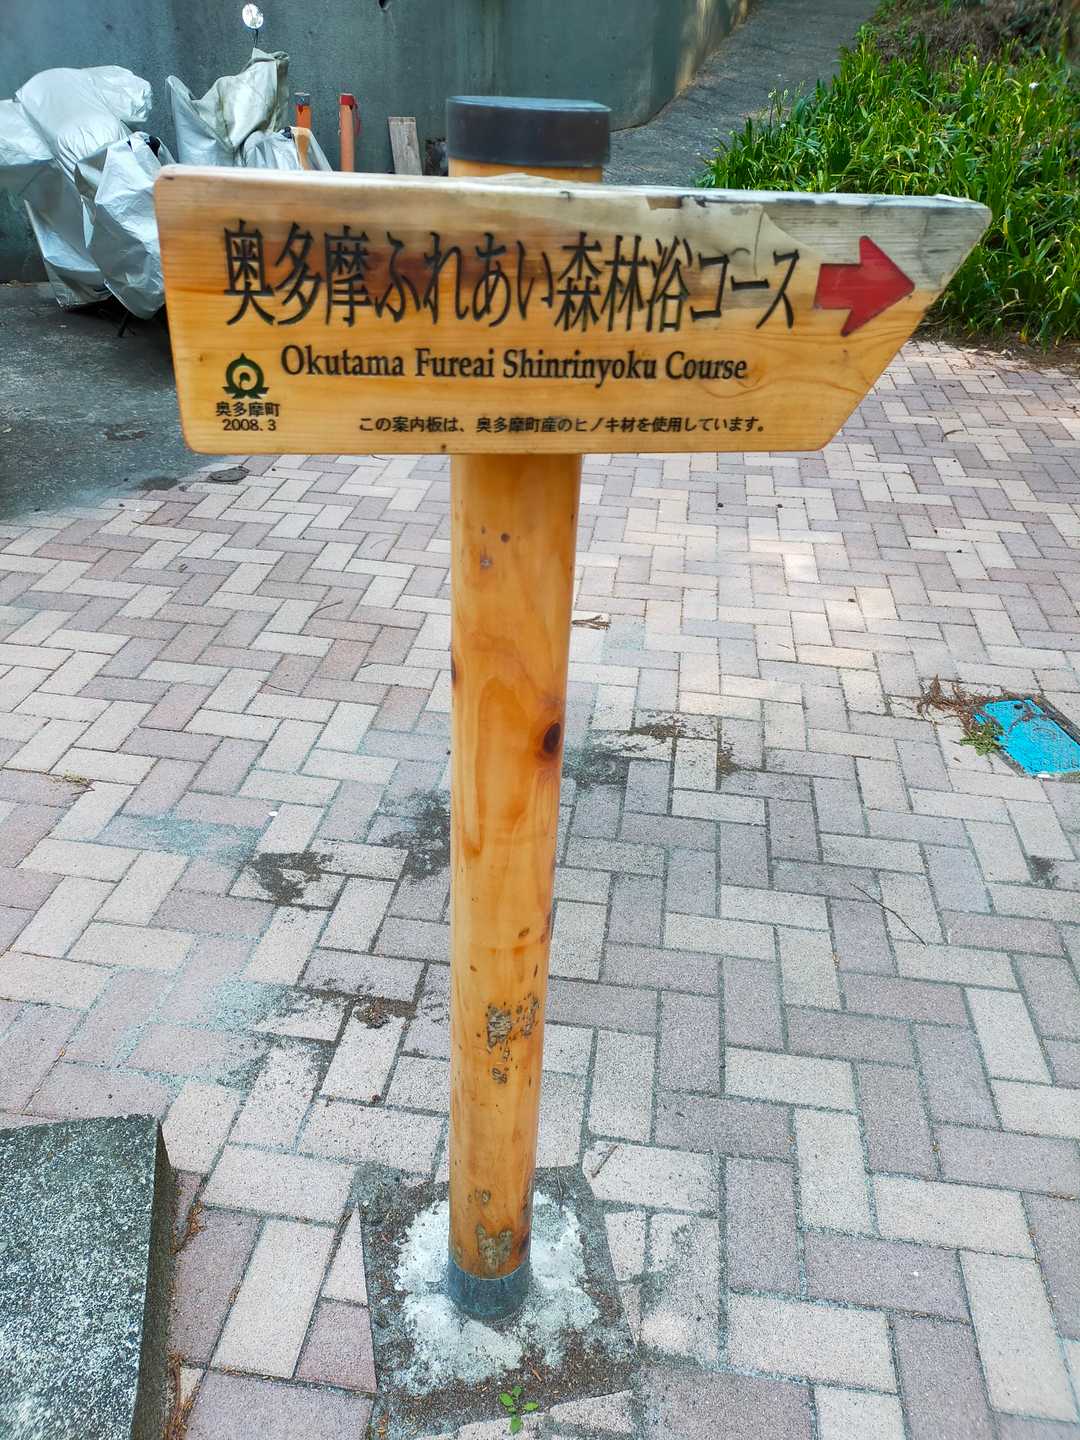 奥多摩ふれあい森林浴コース
Okutama Fureai Shinrinyoku Course
奥多摩町
2008.3
この案内板は、奥多摩町産のヒノキ材を使用しています。